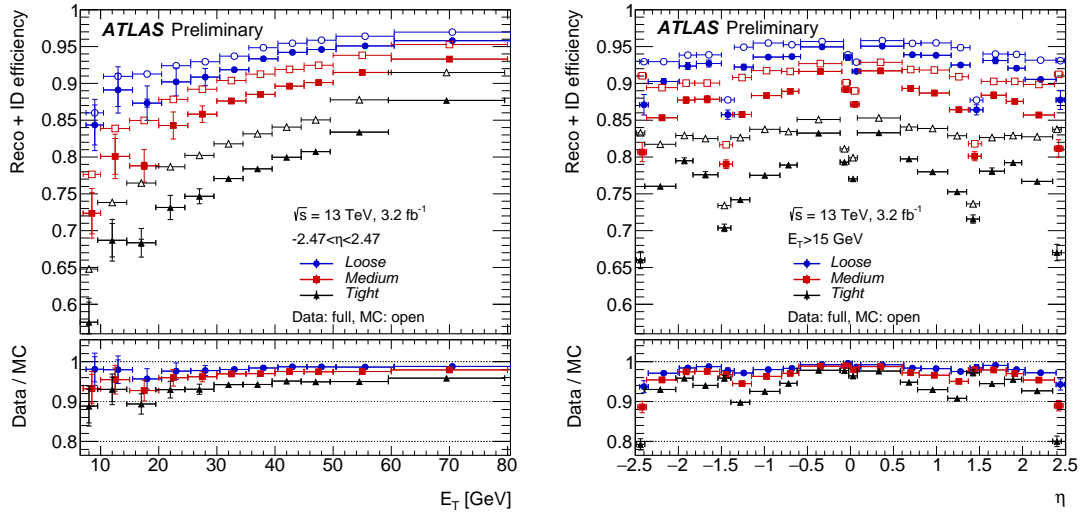 ATLAS Preliminary
Reco + ID efficiency
1
0.95
0.9
0.85
0.8
0.75
0.7
0.65
0.6
√s = 13 TeV, 3.2 fb⁻¹
-2.47<η<2.47
Loose
Medium
Tight
Data: full, MC: open
Data / MC
1
0.9
0.8
10 20 30 40 50 60 70 80
E_T [GeV]
ATLAS Preliminary
Reco + ID efficiency
1
0.95
0.9
0.85
0.8
0.75
0.7
0.65
0.6
√s = 13 TeV, 3.2 fb⁻¹
E_T>15 GeV
Loose
Medium
Tight
Data: full, MC: open
Data / MC
1
0.9
0.8
−2.5 −2 −1.5 −1 −0.5 0 0.5 1 1.5 2 2.5
η